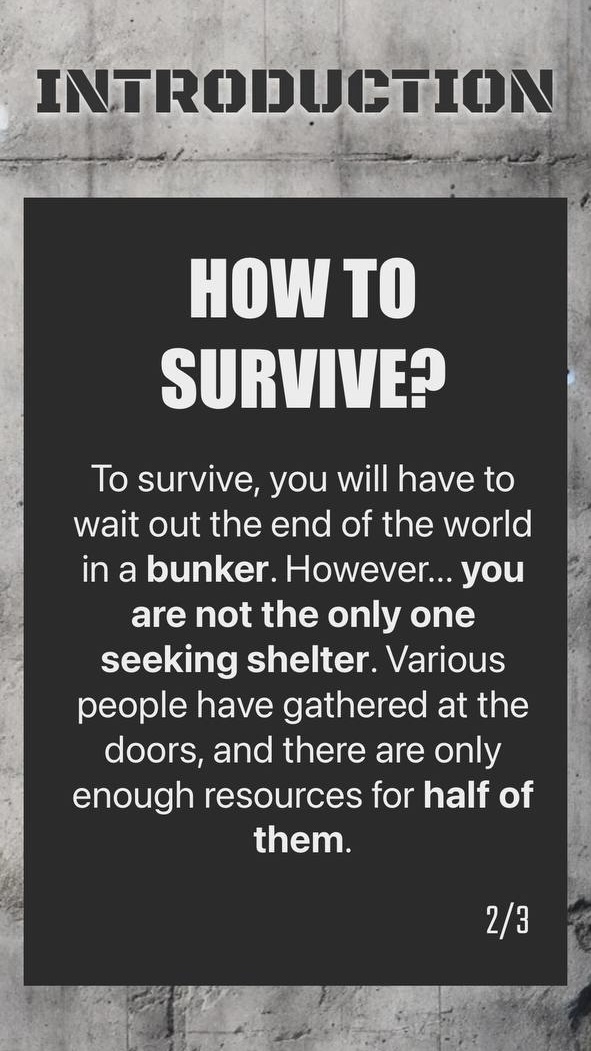 INTRODUCTION
HOW TO
SURVIVE?
To survive, you will have to
wait out the end of the world
in a bunker. However... you
are not the only one
seeking shelter. Various
people have gathered at the
doors, and there are only
enough resources for half of
them.
2/3